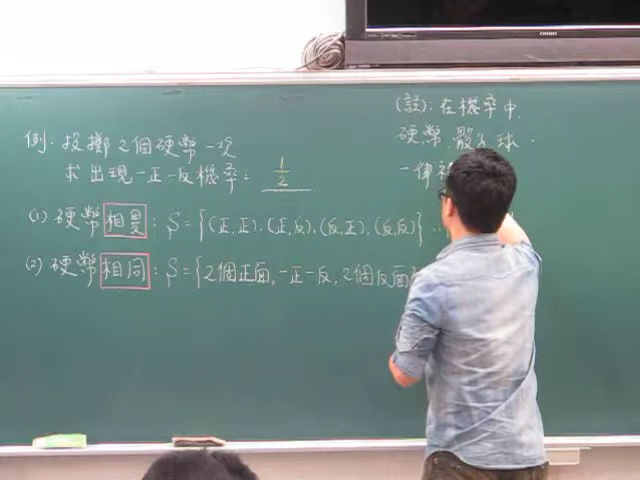 例: 投擲2個硬幣一次
求出現一正一反機率= 1/2
(1) 硬幣相異: S={(正,正),(正,反),(反,正),(反,反)}
(2) 硬幣相同: S={2個正面,一正一反,2個反面}
(註): 在機率中,
硬幣、骰子、球、
一律